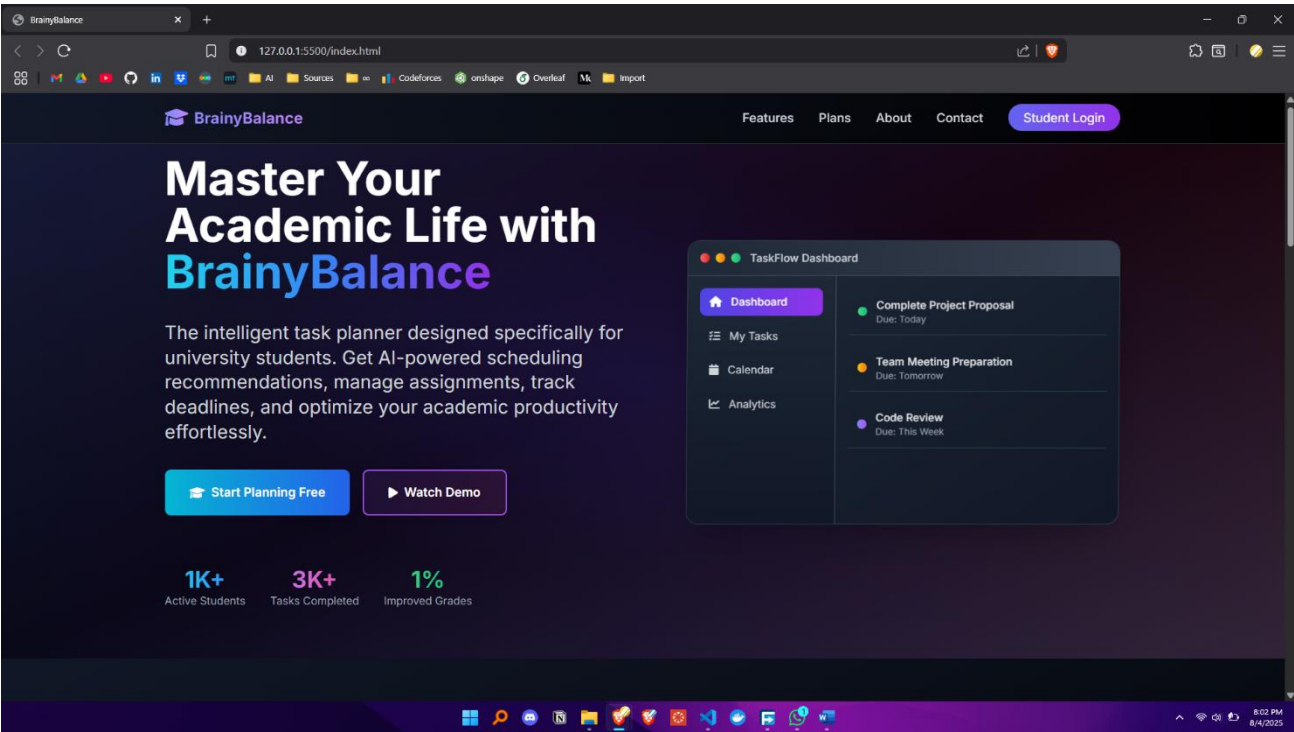 BrainyBalance
127.0.0.1:5500/index.html
AI
Sources
∞
Codeforces
onshape
Overleaf
Import
BrainyBalance
Features
Plans
About
Contact
Student Login
Master Your
Academic Life with
BrainyBalance
The intelligent task planner designed specifically for
university students. Get AI-powered scheduling
recommendations, manage assignments, track
deadlines, and optimize your academic productivity
effortlessly.
Start Planning Free
Watch Demo
1K+
Active Students
3K+
Tasks Completed
1%
Improved Grades
TaskFlow Dashboard
Dashboard
My Tasks
Calendar
Analytics
Complete Project Proposal
Due: Today
Team Meeting Preparation
Due: Tomorrow
Code Review
Due: This Week
8:02 PM
8/4/2025